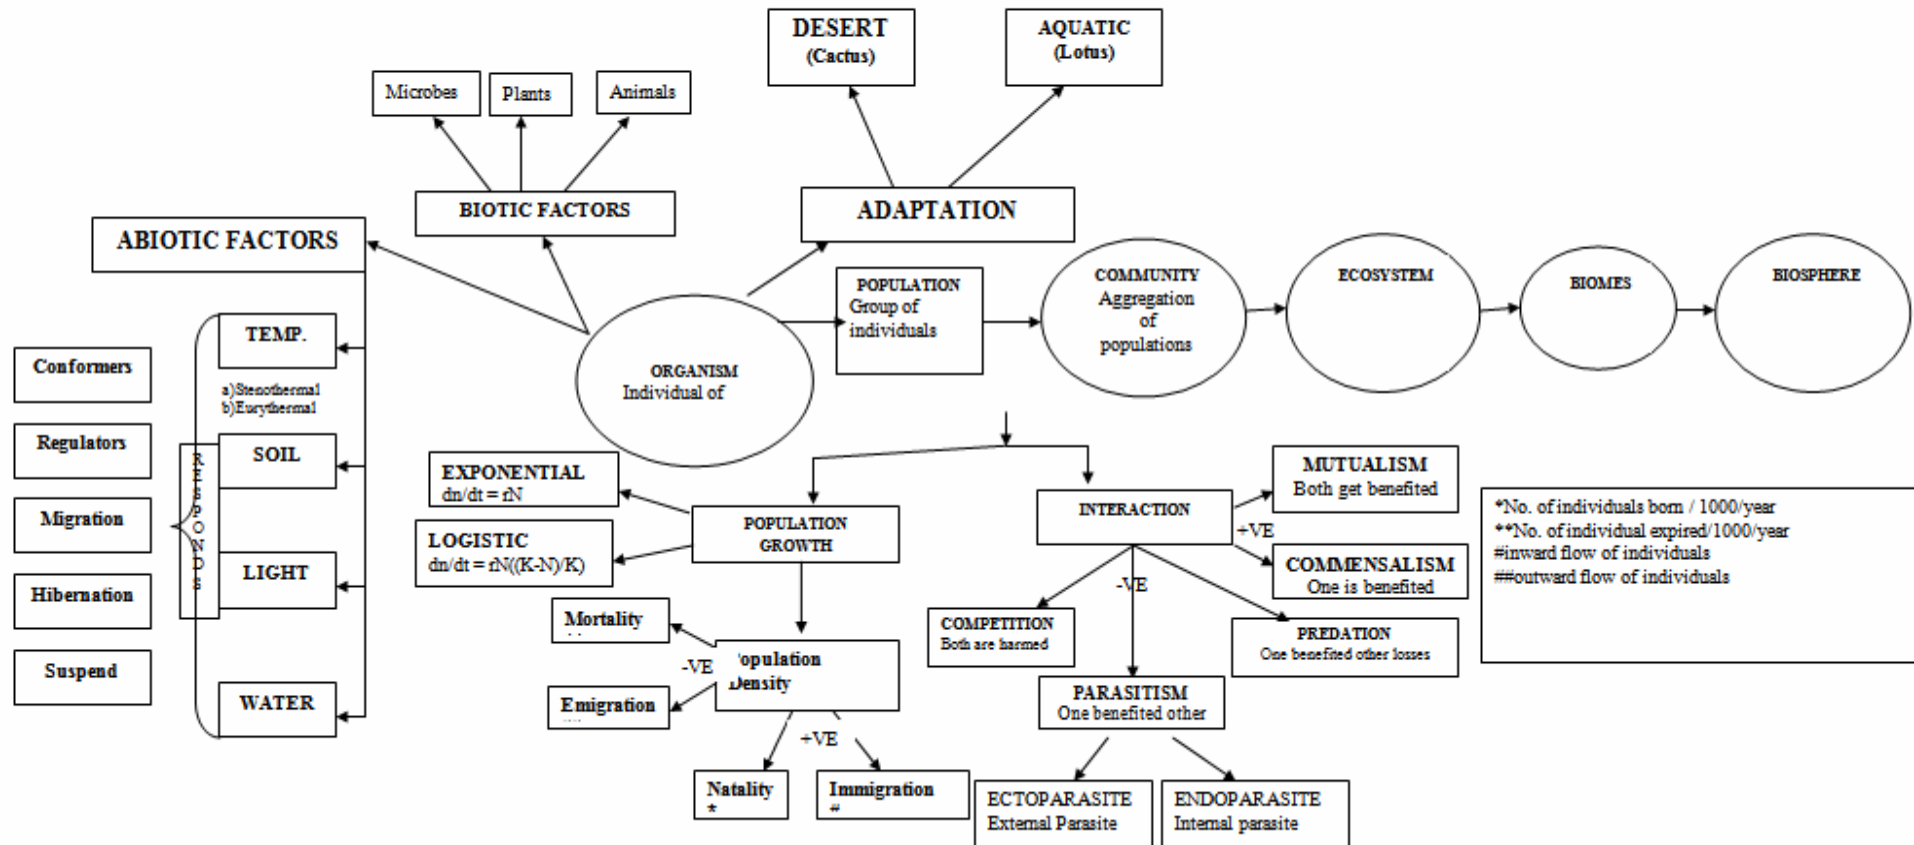 DESERT
(Cactus)
AQUATIC
(Lotus)
Microbes
Plants
Animals
BIOTIC FACTORS
ADAPTATION
ABIOTIC FACTORS
POPULATION
Group of
individuals
COMMUNITY
Aggregation
of
populations
ECOSYSTEM
BIOMES
BIOSPHERE
ORGANISM
Individual of
TEMP.
a)Stenothermal
b)Eurythermal
SOIL
LIGHT
WATER
RESPONDS
Conformers
Regulators
Migration
Hibernation
Suspend
EXPONENTIAL
dn/dt = rN
LOGISTIC
dn/dt = rN((K-N)/K)
POPULATION
GROWTH
Mortality
-VE
opulation
Density
Emigration
+VE
Natality
*
Immigration
#
INTERACTION
MUTUALISM
Both get benefited
+VE
COMMENSALISM
One is benefited
-VE
COMPETITION
Both are harmed
PREDATION
One benefited other losses
PARASITISM
One benefited other
ECTOPARASITE
External Parasite
ENDOPARASITE
Internal parasite
*No. of individuals born / 1000/year
**No. of individual expired/1000/year
#inward flow of individuals
##outward flow of individuals